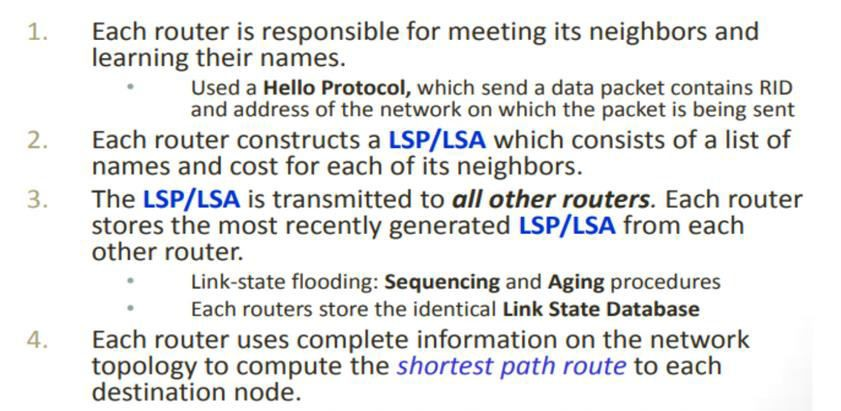 1. Each router is responsible for meeting its neighbors and
learning their names.
• Used a Hello Protocol, which send a data packet contains RID
and address of the network on which the packet is being sent
2. Each router constructs a LSP/LSA which consists of a list of
names and cost for each of its neighbors.
3. The LSP/LSA is transmitted to all other routers. Each router
stores the most recently generated LSP/LSA from each
other router.
• Link-state flooding: Sequencing and Aging procedures
• Each routers store the identical Link State Database
4. Each router uses complete information on the network
topology to compute the shortest path route to each
destination node.